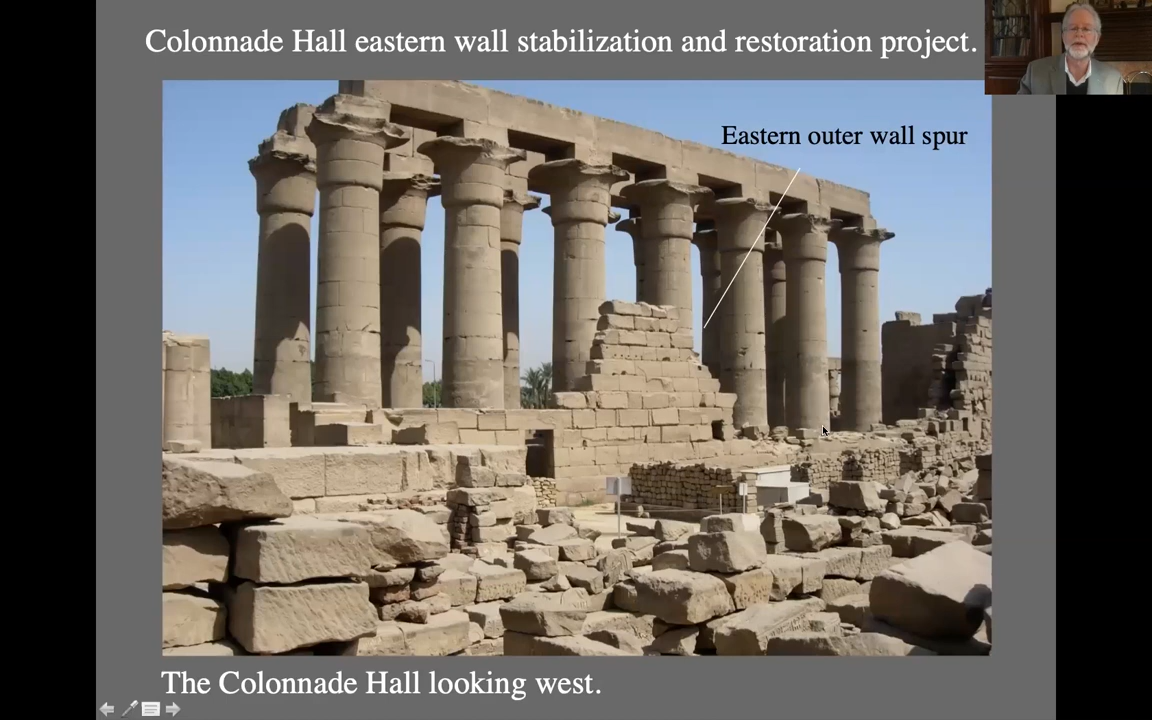 Colonnade Hall eastern wall stabilization and restoration project.
Eastern outer wall spur
The Colonnade Hall looking west.